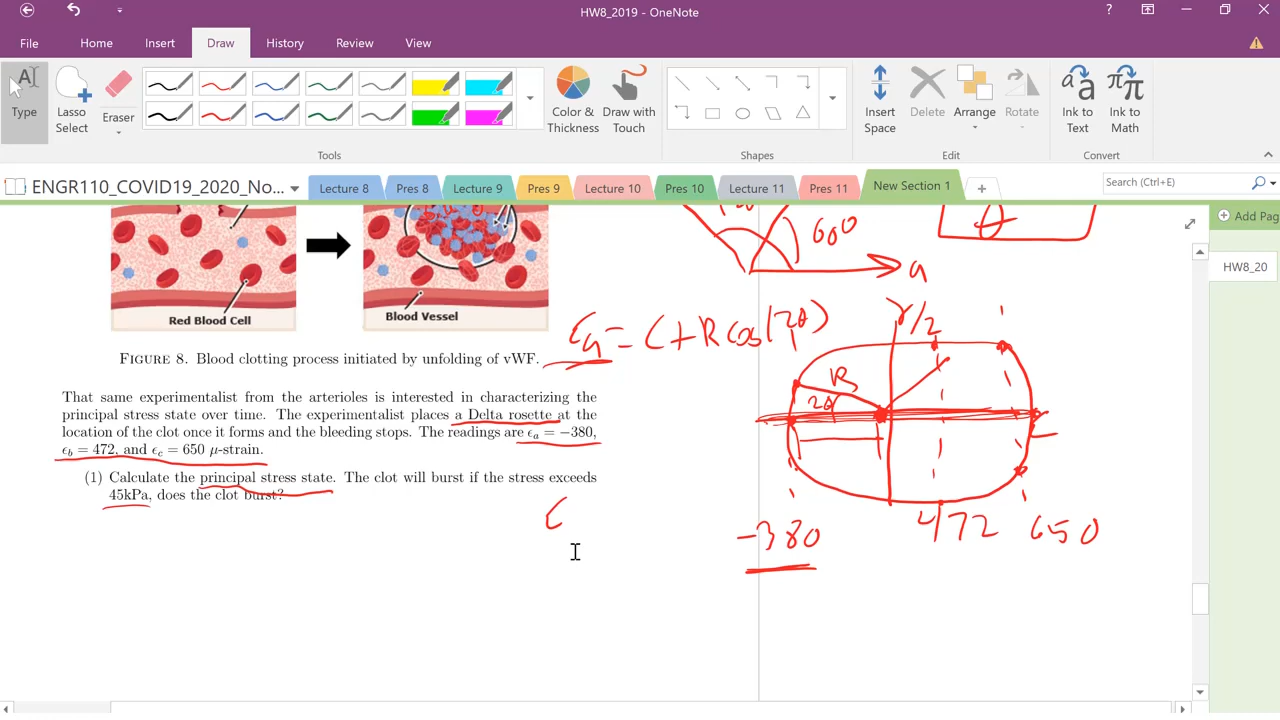 HW8_2019 - OneNote
File Home Insert Draw History Review View
Type
Lasso Select
Eraser
Color & Thickness
Draw with Touch
Insert Space
Delete
Arrange
Rotate
Ink to Text
Ink to Math
Tools
Shapes
Edit
Convert
ENGR110_COVID19_2020_No...
Lecture 8 Pres 8 Lecture 9 Pres 9 Lecture 10 Pres 10 Lecture 11 Pres 11 New Section 1
Search (Ctrl+E)
Add Pag
HW8_20
Red Blood Cell
Blood Vessel
FIGURE 8. Blood clotting process initiated by unfolding of vWF.
That same experimentalist from the arterioles is interested in characterizing the
principal stress state over time. The experimentalist places a Delta rosette at the
location of the clot once it forms and the bleeding stops. The readings are ϵa = −380,
ϵb = 472, and ϵc = 650 μ-strain.
(1) Calculate the principal stress state. The clot will burst if the stress exceeds
45kPa, does the clot burst?
60°
a
ϵa = C + R cos(2θ)
γ/2
R
2θ
-380
472
650
ϵ